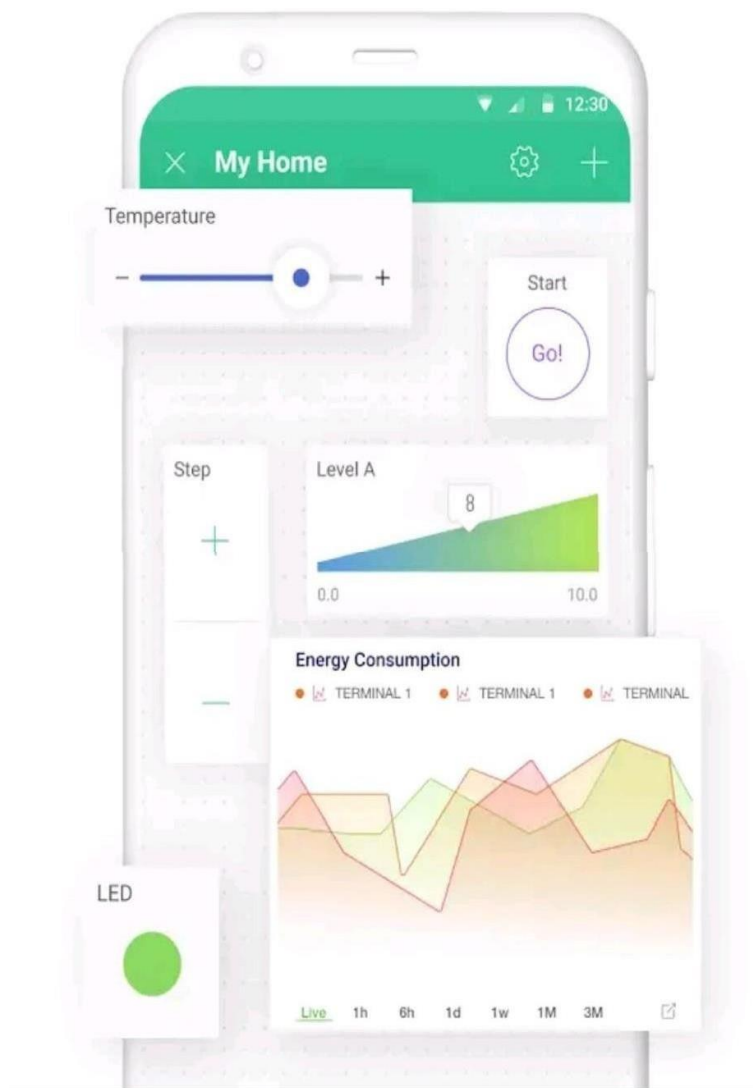 12:30
My Home
Temperature
− +
Start
Go!
Step
+
−
Level A
8
0.0 10.0
Energy Consumption
TERMINAL 1 TERMINAL 1 TERMINAL
LED
Live 1h 6h 1d 1w 1M 3M